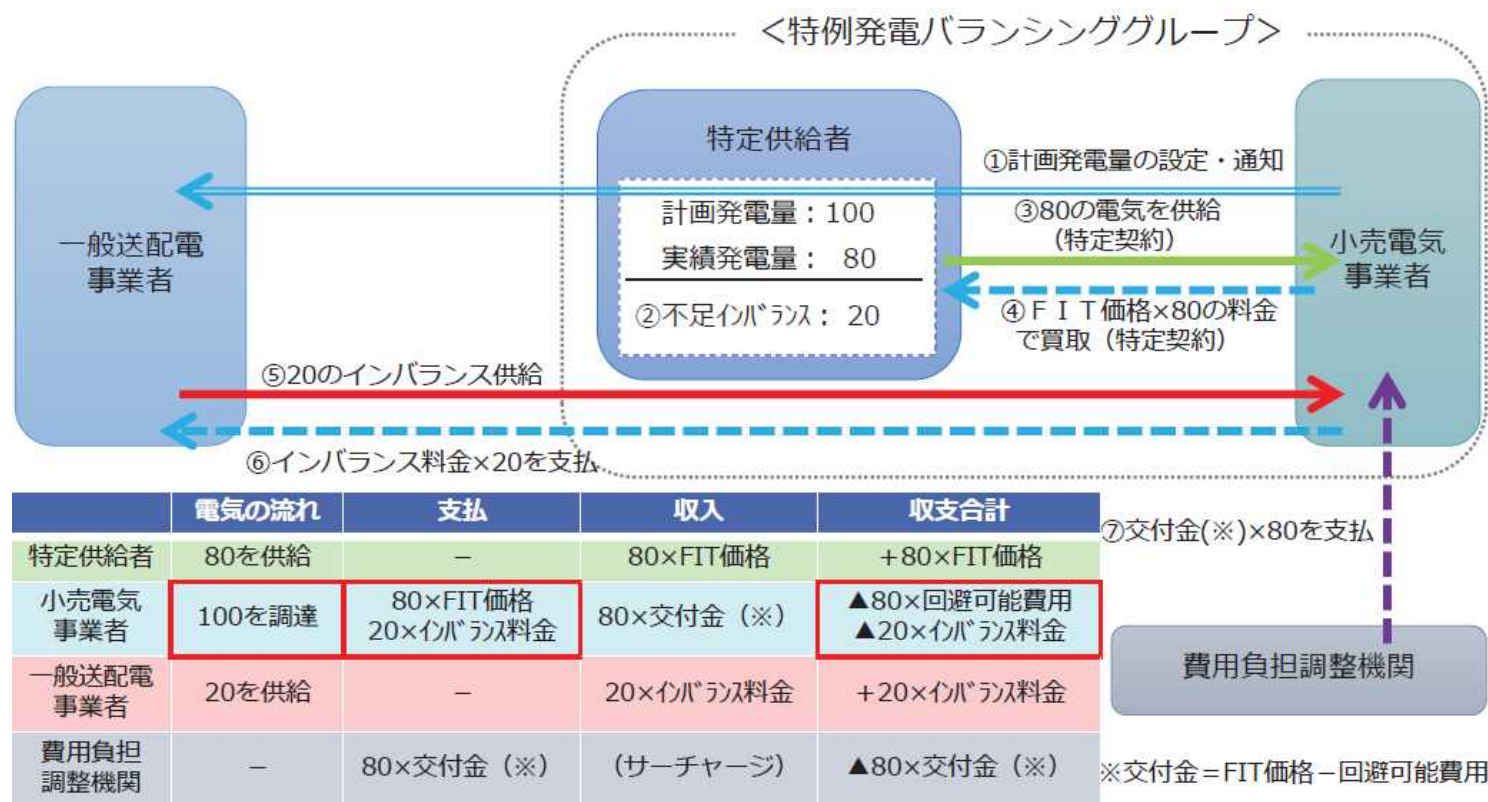 ＜特例発電バランシンググループ＞
特定供給者
計画発電量：100
実績発電量： 80
②不足ｲﾝﾊﾞﾗﾝｽ： 20
一般送配電
事業者
小売電気
事業者
①計画発電量の設定・通知
③80の電気を供給
（特定契約）
④ＦＩＴ価格×80の料金
で買取（特定契約）
⑤20のインバランス供給
⑥インバランス料金×20を支払
⑦交付金(※)×80を支払
費用負担調整機関
※交付金＝FIT価格－回避可能費用
電気の流れ 支払 収入 収支合計
特定供給者 80を供給 － 80×FIT価格 ＋80×FIT価格
小売電気
事業者 100を調達 80×FIT価格
20×ｲﾝﾊﾞﾗﾝｽ料金 80×交付金（※） ▲80×回避可能費用
▲20×ｲﾝﾊﾞﾗﾝｽ料金
一般送配電
事業者 20を供給 － 20×ｲﾝﾊﾞﾗﾝｽ料金 ＋20×ｲﾝﾊﾞﾗﾝｽ料金
費用負担
調整機関 － 80×交付金（※） （サーチャージ） ▲80×交付金（※）